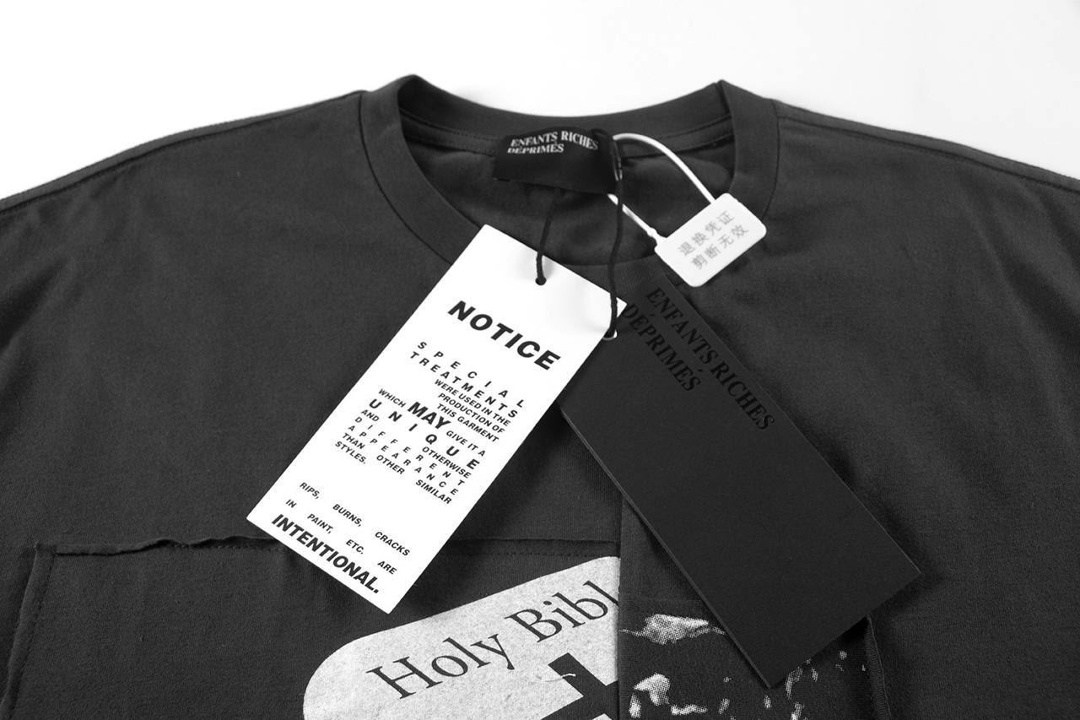 ENFANTS RICHES
DÉPRIMÉS
退换凭证
剪断无效
NOTICE
SPECIAL
TREATMENTS
WERE USED IN THE
PRODUCTION OF
THIS GARMENT
WHICH MAY GIVE IT A
UNIQUE
AND OTHERWISE
DIFFERENT
APPEARANCE
THAN OTHER SIMILAR
STYLES.
RIPS, BURNS, CRACKS
IN PAINT, ETC. ARE
INTENTIONAL.
ENFANTS RICHES
DÉPRIMÉS
Holy Bibl